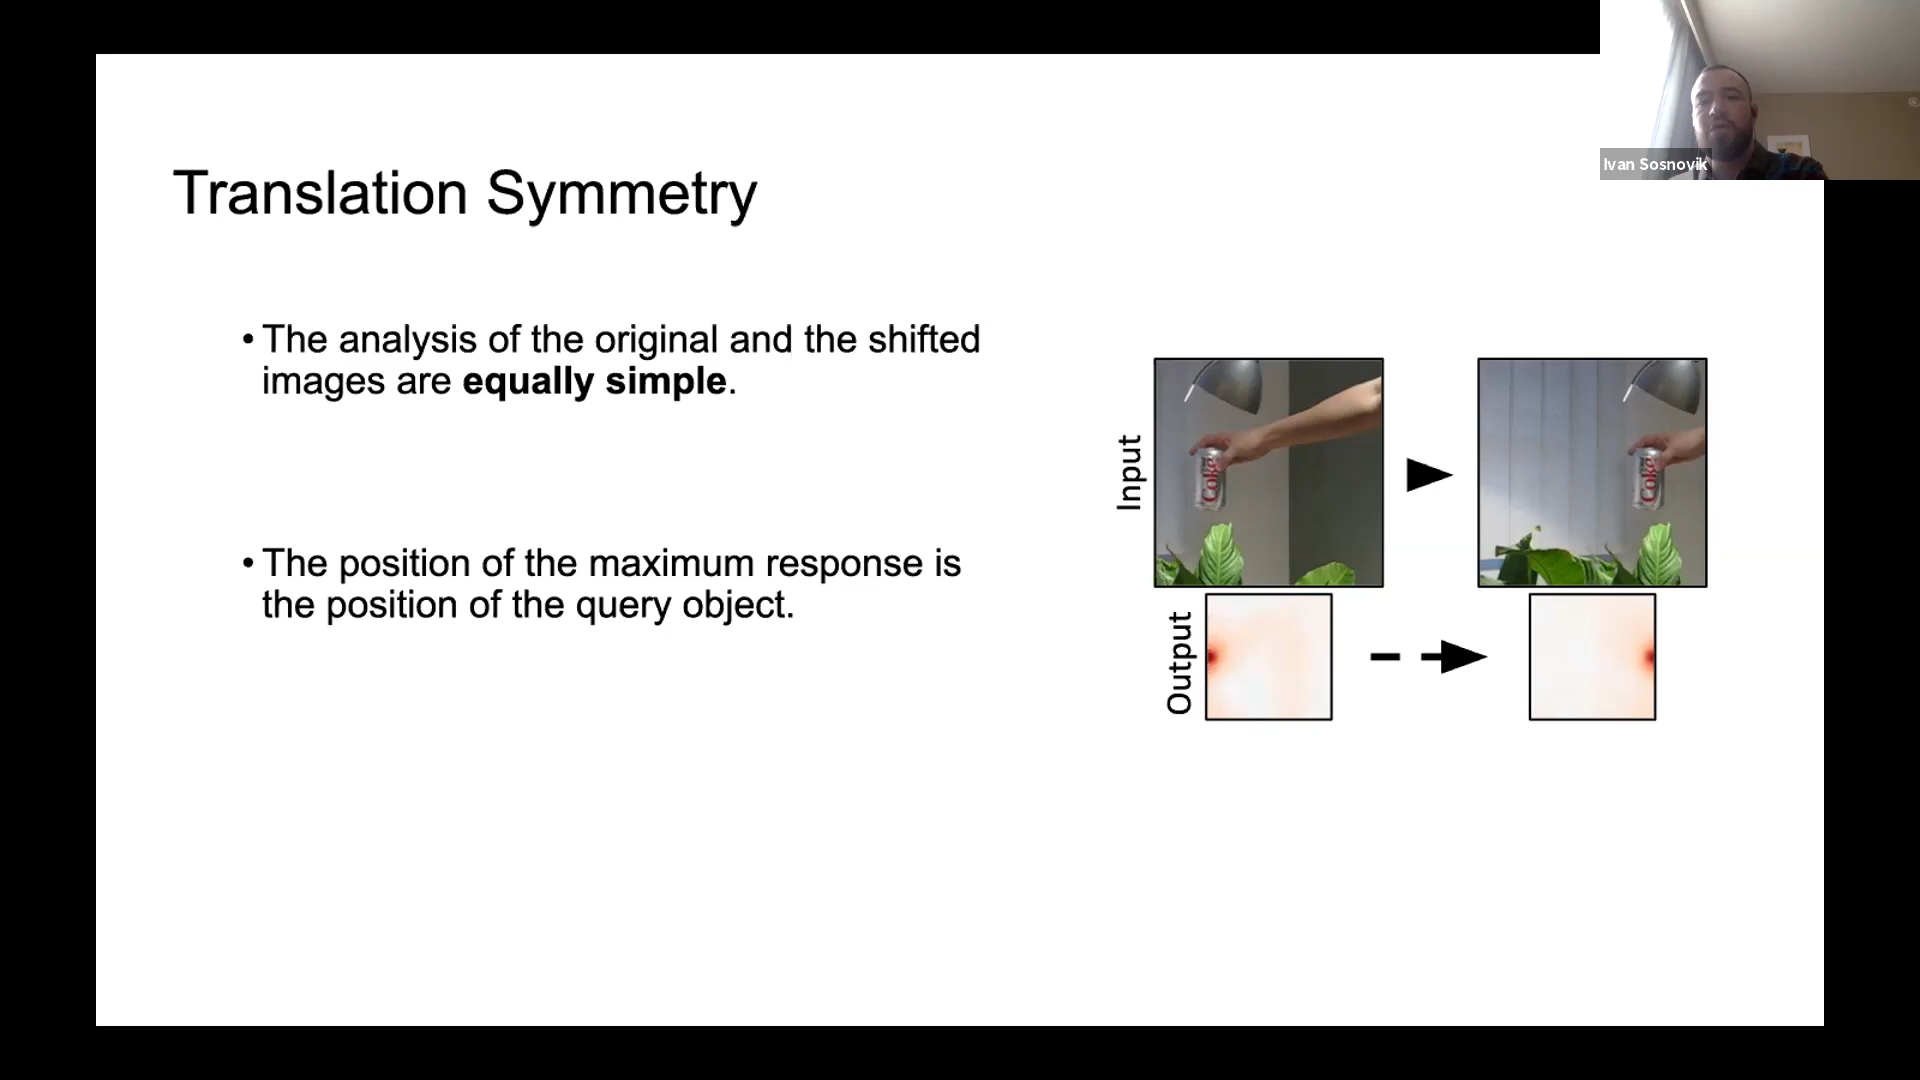 Ivan Sosnovik
Translation Symmetry
• The analysis of the original and the shifted
images are equally simple.
• The position of the maximum response is
the position of the query object.
Input
Coke
Coke
Output